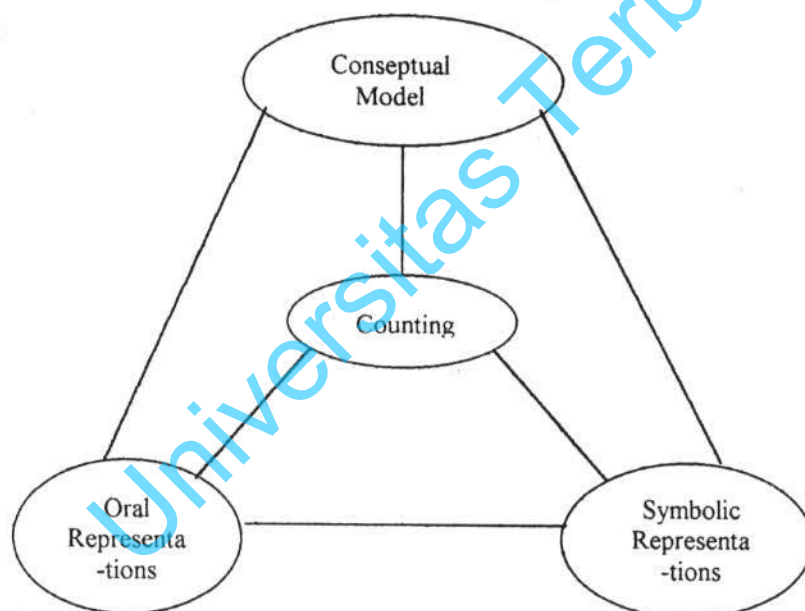 Conseptual
Model
Counting
Oral
Representa
-tions
Symbolic
Representa
-tions
Universitas Terb